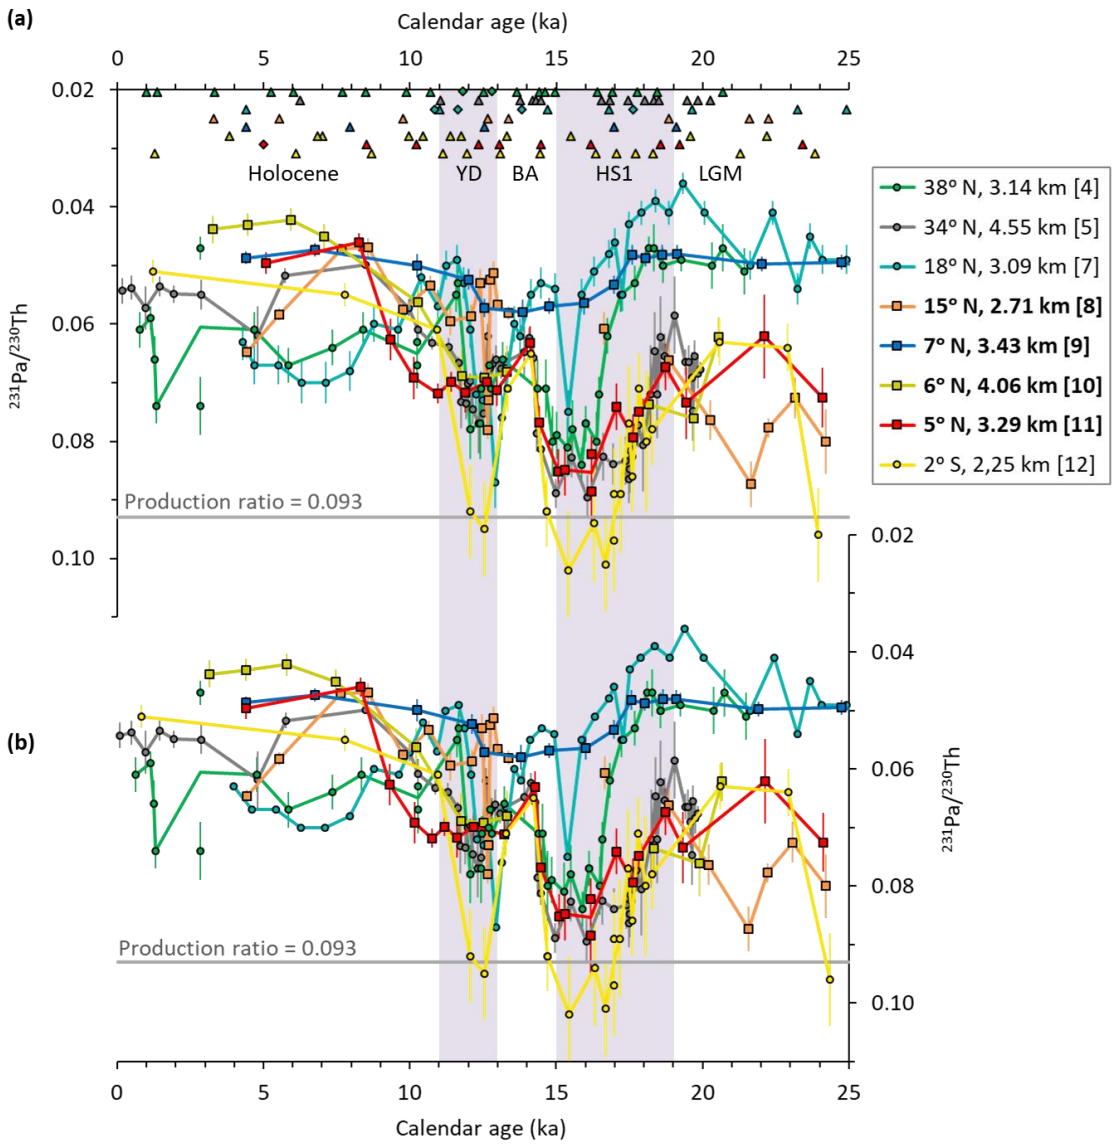 (a)
Calendar age (ka)
0 5 10 15 20 25
0.02
Holocene YD BA HS1 LGM
0.04
0.06
0.08
0.10
²³¹Pa/²³⁰Th
Production ratio = 0.093
38° N, 3.14 km [4]
34° N, 4.55 km [5]
18° N, 3.09 km [7]
15° N, 2.71 km [8]
7° N, 3.43 km [9]
6° N, 4.06 km [10]
5° N, 3.29 km [11]
2° S, 2,25 km [12]
(b)
0.02
0.04
0.06
0.08
0.10
²³¹Pa/²³⁰Th
Production ratio = 0.093
0 5 10 15 20 25
Calendar age (ka)